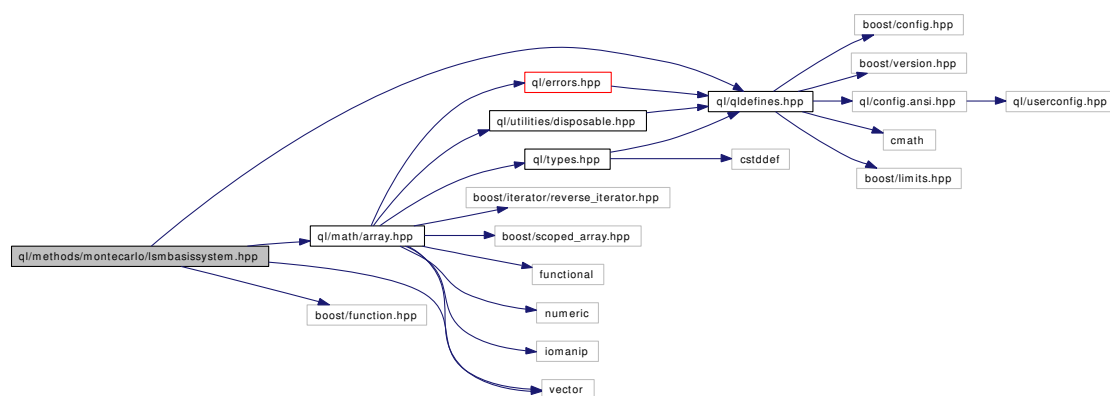 boost/config.hpp
boost/version.hpp
ql/errors.hpp
ql/qldefines.hpp
ql/config.ansi.hpp
ql/userconfig.hpp
ql/utilities/disposable.hpp
cmath
ql/types.hpp
cstddef
boost/limits.hpp
boost/iterator/reverse_iterator.hpp
ql/math/array.hpp
boost/scoped_array.hpp
ql/methods/montecarlo/lsmbasissystem.hpp
functional
boost/function.hpp
numeric
iomanip
vector